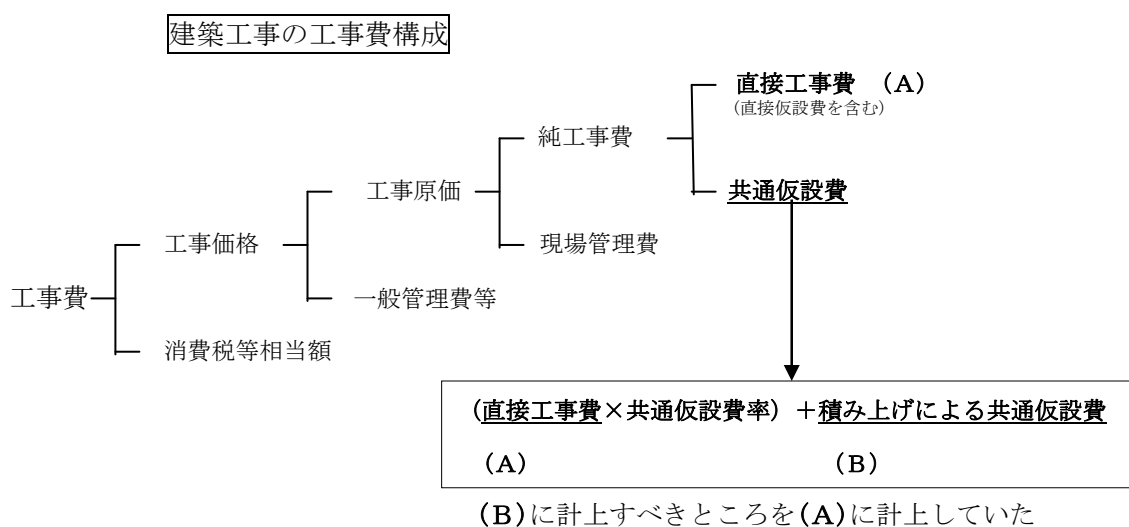 建築工事の工事費構成
直接工事費 (A)
(直接仮設費を含む)
純工事費
共通仮設費
工事原価
現場管理費
工事価格
一般管理費等
工事費
消費税等相当額
(直接工事費×共通仮設費率)+積み上げによる共通仮設費
(A) (B)
(B)に計上すべきところを(A)に計上していた